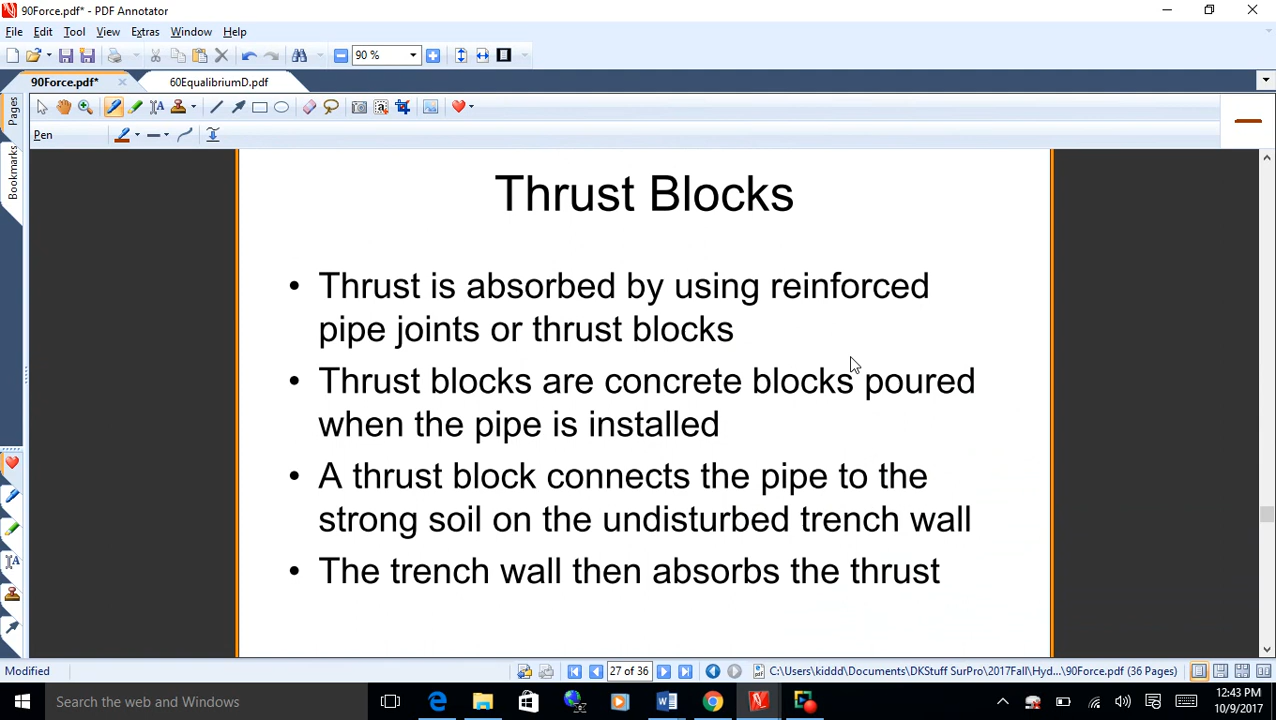 90Force.pdf* - PDF Annotator
File Edit Tool View Extras Window Help
90 %
90Force.pdf* 60EqualibriumD.pdf
Pen
Pages
Bookmarks
Thrust Blocks
• Thrust is absorbed by using reinforced
pipe joints or thrust blocks
• Thrust blocks are concrete blocks poured
when the pipe is installed
• A thrust block connects the pipe to the
strong soil on the undisturbed trench wall
• The trench wall then absorbs the thrust
Modified 27 of 36 C:\Users\kiddd\Documents\DKStuff SurPro\2017Fall\Hyd...\90Force.pdf (36 Pages)
Search the web and Windows
12:43 PM
10/9/2017